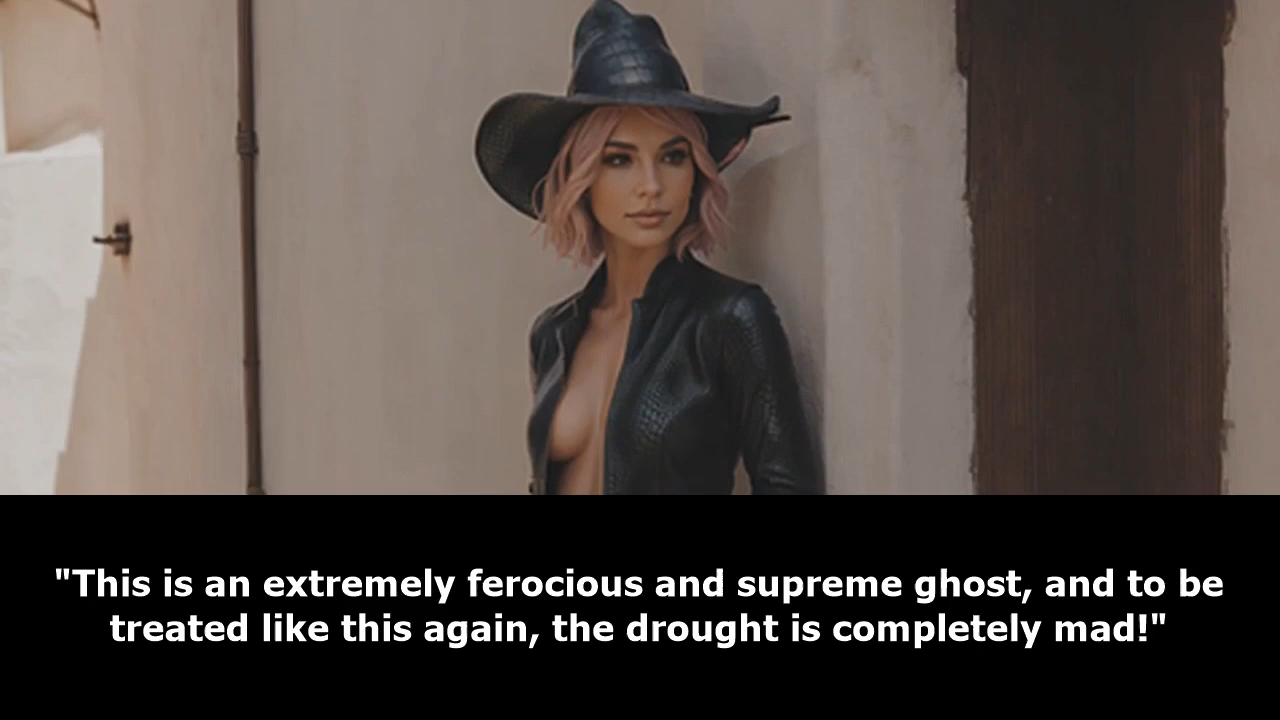 "This is an extremely ferocious and supreme ghost, and to be
treated like this again, the drought is completely mad!"